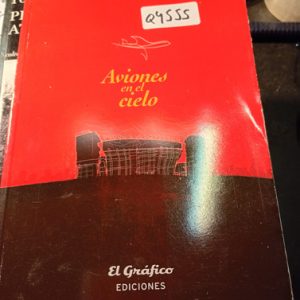 Q4555
Aviones
en el
cielo
El Gráfico
EDICIONES